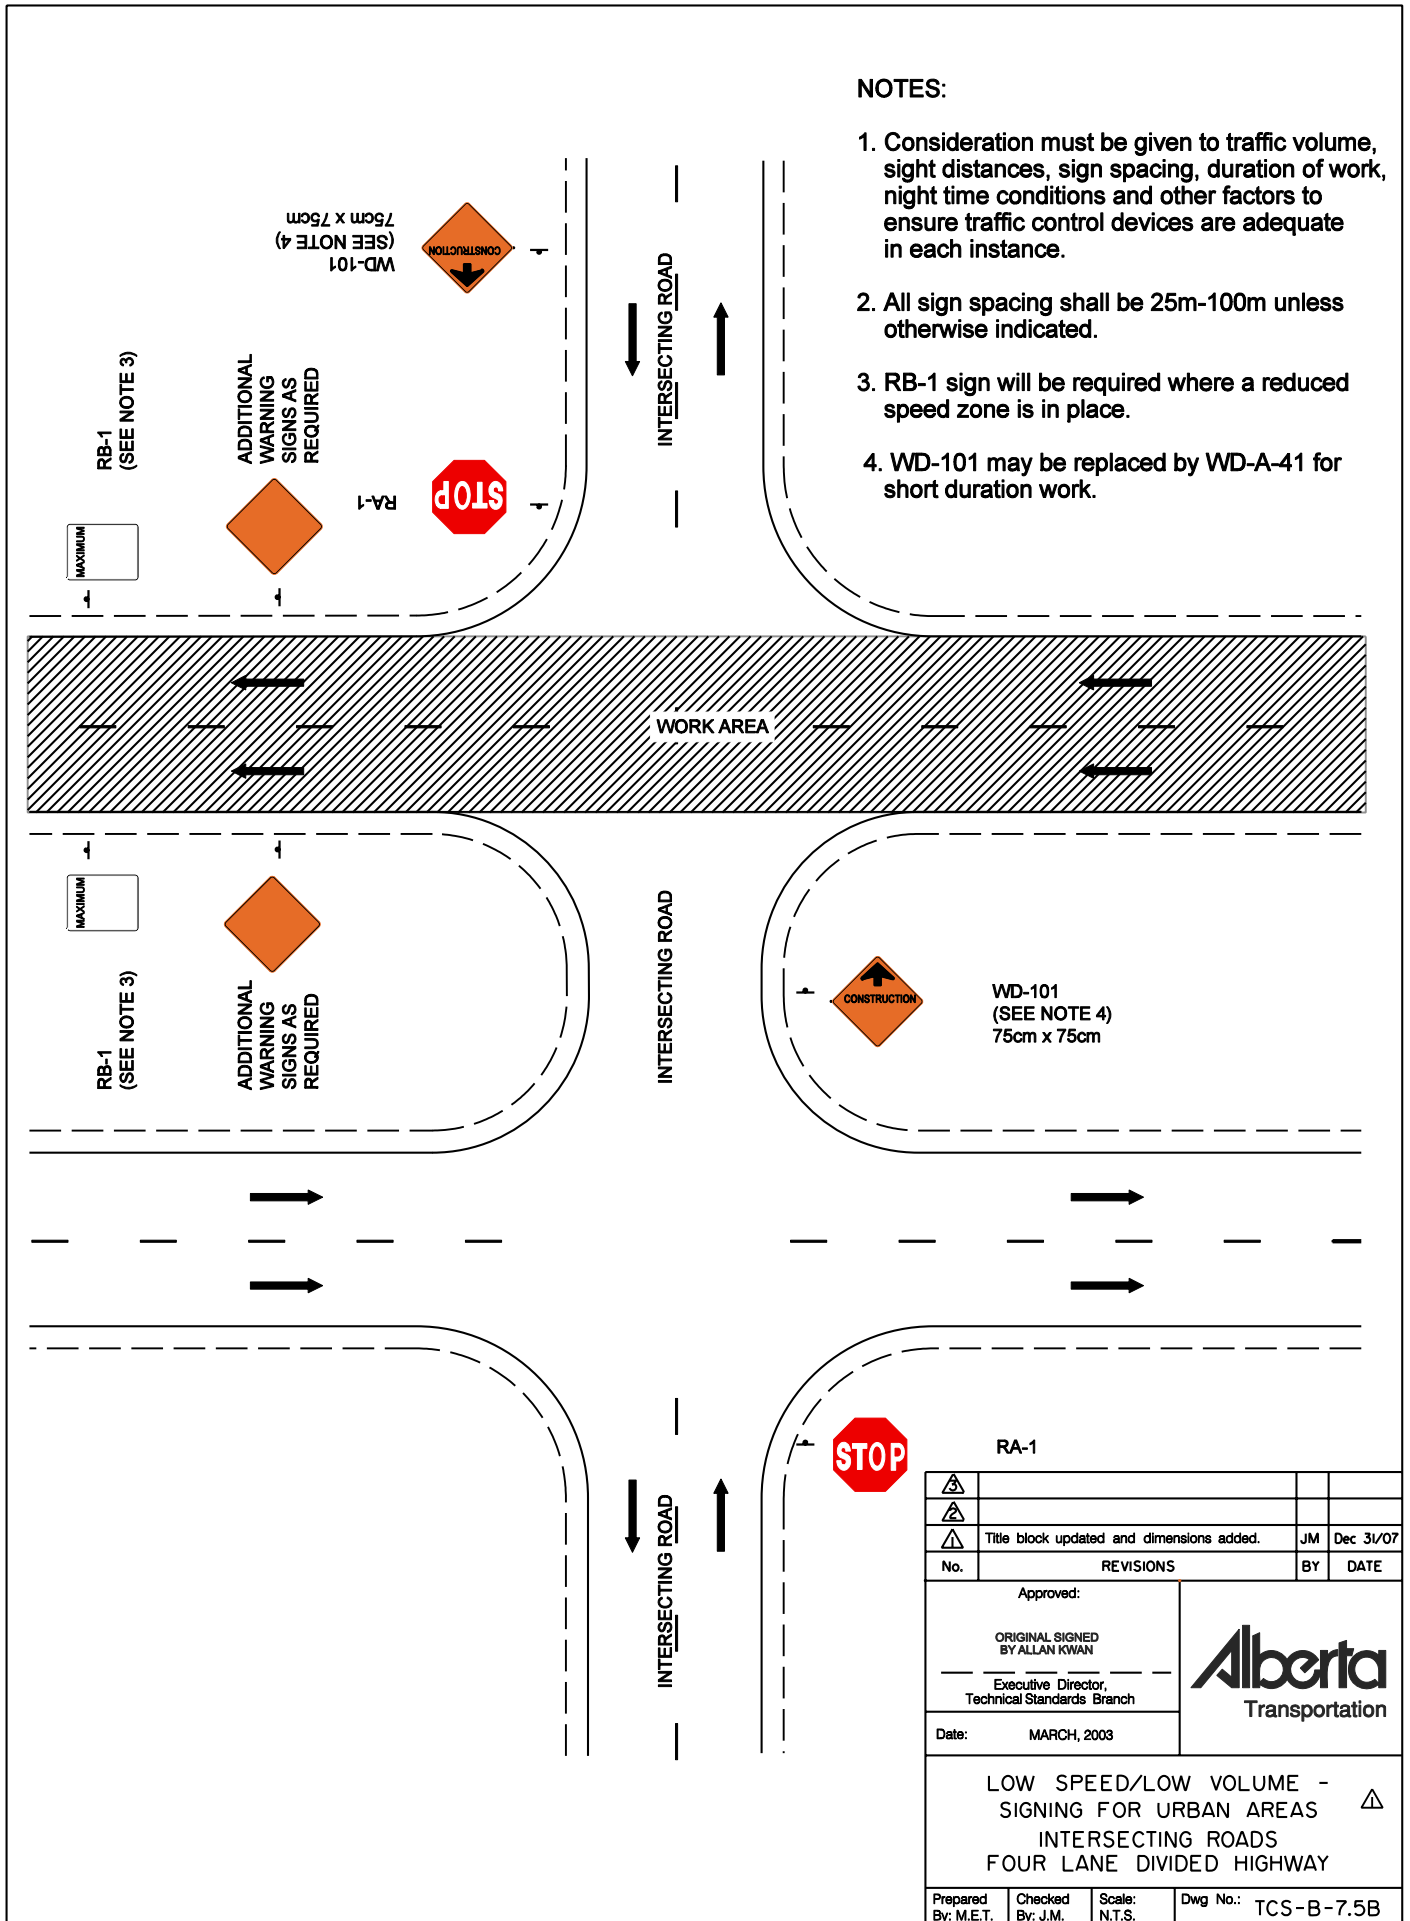 NOTES:
1. Consideration must be given to traffic volume,
sight distances, sign spacing, duration of work,
night time conditions and other factors to
ensure traffic control devices are adequate
in each instance.
2. All sign spacing shall be 25m-100m unless
otherwise indicated.
3. RB-1 sign will be required where a reduced
speed zone is in place.
4. WD-101 may be replaced by WD-A-41 for
short duration work.
WD-101
(SEE NOTE 4)
75cm x 75cm
CONSTRUCTION
INTERSECTING ROAD
RB-1
(SEE NOTE 3)
ADDITIONAL
WARNING
SIGNS AS
REQUIRED
RA-1
STOP
MAXIMUM
WORK AREA
MAXIMUM
RB-1
(SEE NOTE 3)
ADDITIONAL
WARNING
SIGNS AS
REQUIRED
INTERSECTING ROAD
CONSTRUCTION
WD-101
(SEE NOTE 4)
75cm x 75cm
STOP
RA-1
INTERSECTING ROAD
3
2
1 Title block updated and dimensions added. JM Dec 31/07
No. REVISIONS BY DATE
Approved:
ORIGINAL SIGNED
BY ALLAN KWAN
Executive Director,
Technical Standards Branch
Date: MARCH, 2003
Alberta
Transportation
LOW SPEED/LOW VOLUME -
SIGNING FOR URBAN AREAS 1
INTERSECTING ROADS
FOUR LANE DIVIDED HIGHWAY
Prepared
By: M.E.T.
Checked
By: J.M.
Scale:
N.T.S.
Dwg No.: TCS-B-7.5B